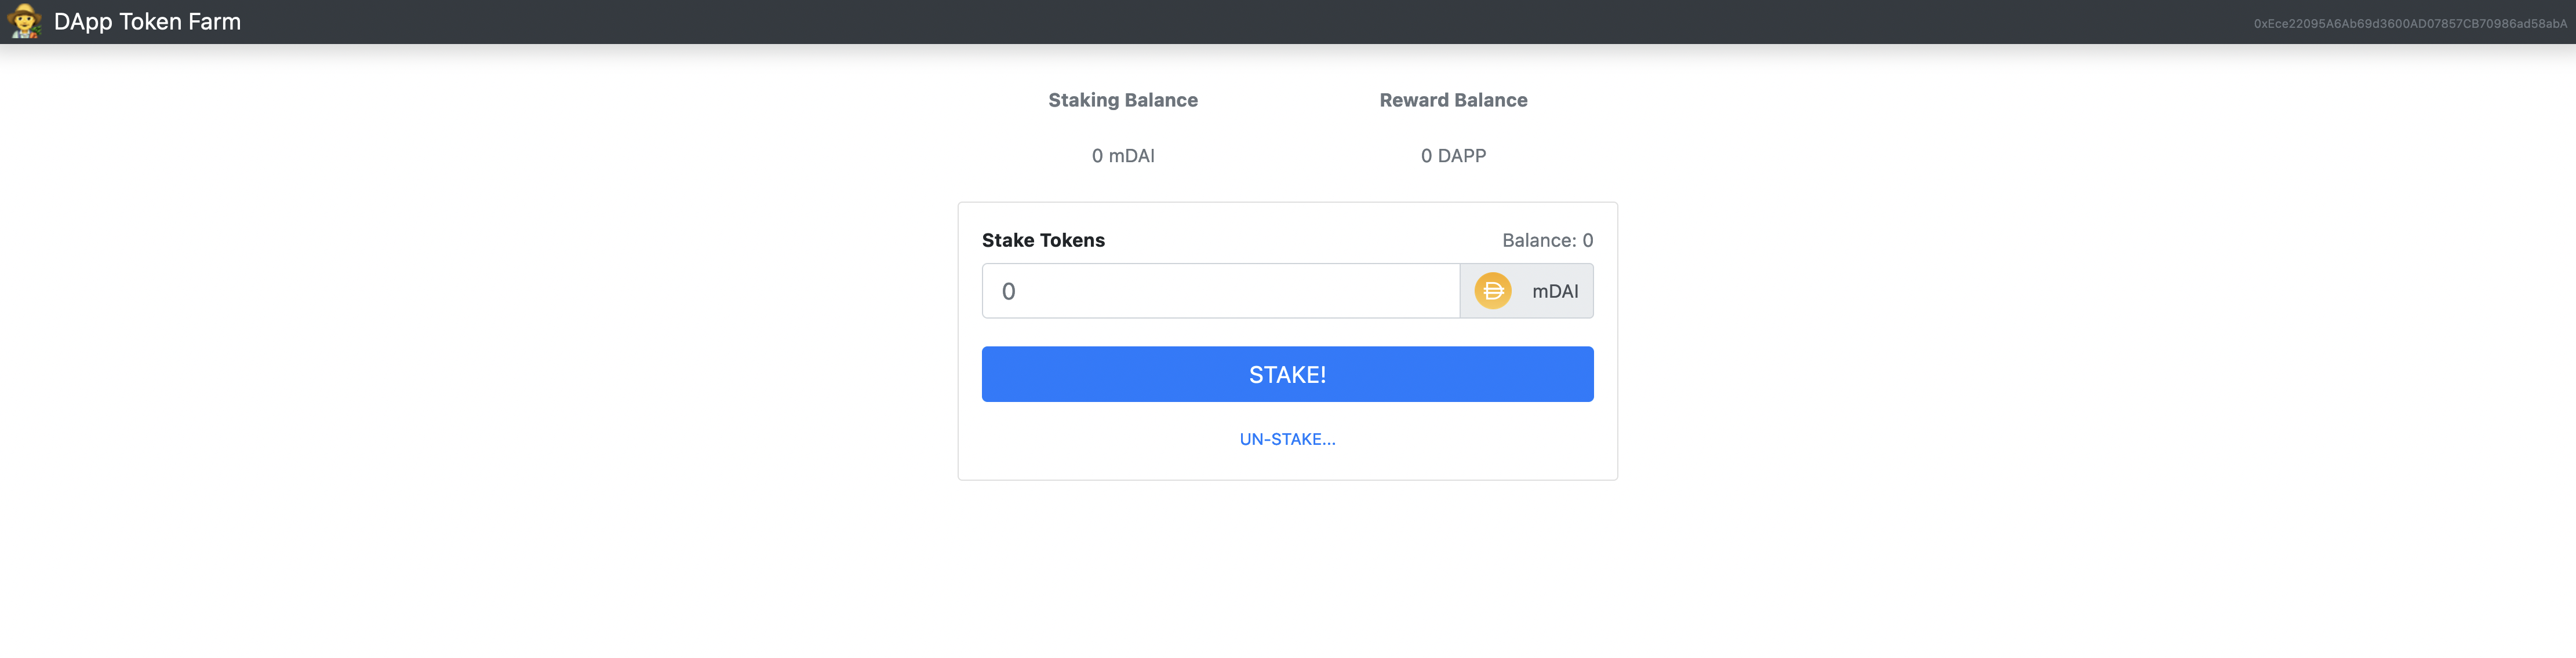 DApp Token Farm
0xEce22095A6Ab69d3600AD07857CB70986ad58abA
Staking Balance
Reward Balance
0 mDAI
0 DAPP
Stake Tokens
Balance: 0
0
mDAI
STAKE!
UN-STAKE...